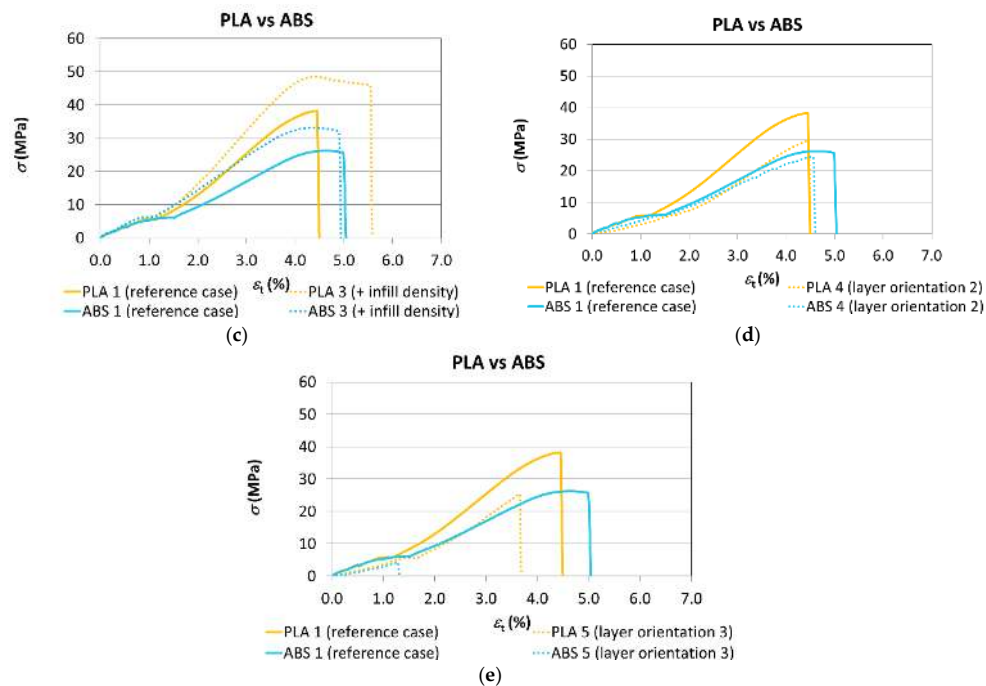 PLA vs ABS
60
50
40
30
20
10
0
σ (MPa)
0.0 1.0 2.0 3.0 4.0 5.0 6.0 7.0
εt (%)
PLA 1 (reference case) PLA 3 (+ infill density)
ABS 1 (reference case) ABS 3 (+ infill density)
(c)
PLA vs ABS
60
50
40
30
20
10
0
σ (MPa)
0.0 1.0 2.0 3.0 4.0 5.0 6.0 7.0
εt (%)
PLA 1 (reference case) PLA 4 (layer orientation 2)
ABS 1 (reference case) ABS 4 (layer orientation 2)
(d)
PLA vs ABS
60
50
40
30
20
10
0
σ (MPa)
0.0 1.0 2.0 3.0 4.0 5.0 6.0 7.0
εt (%)
PLA 1 (reference case) PLA 5 (layer orientation 3)
ABS 1 (reference case) ABS 5 (layer orientation 3)
(e)